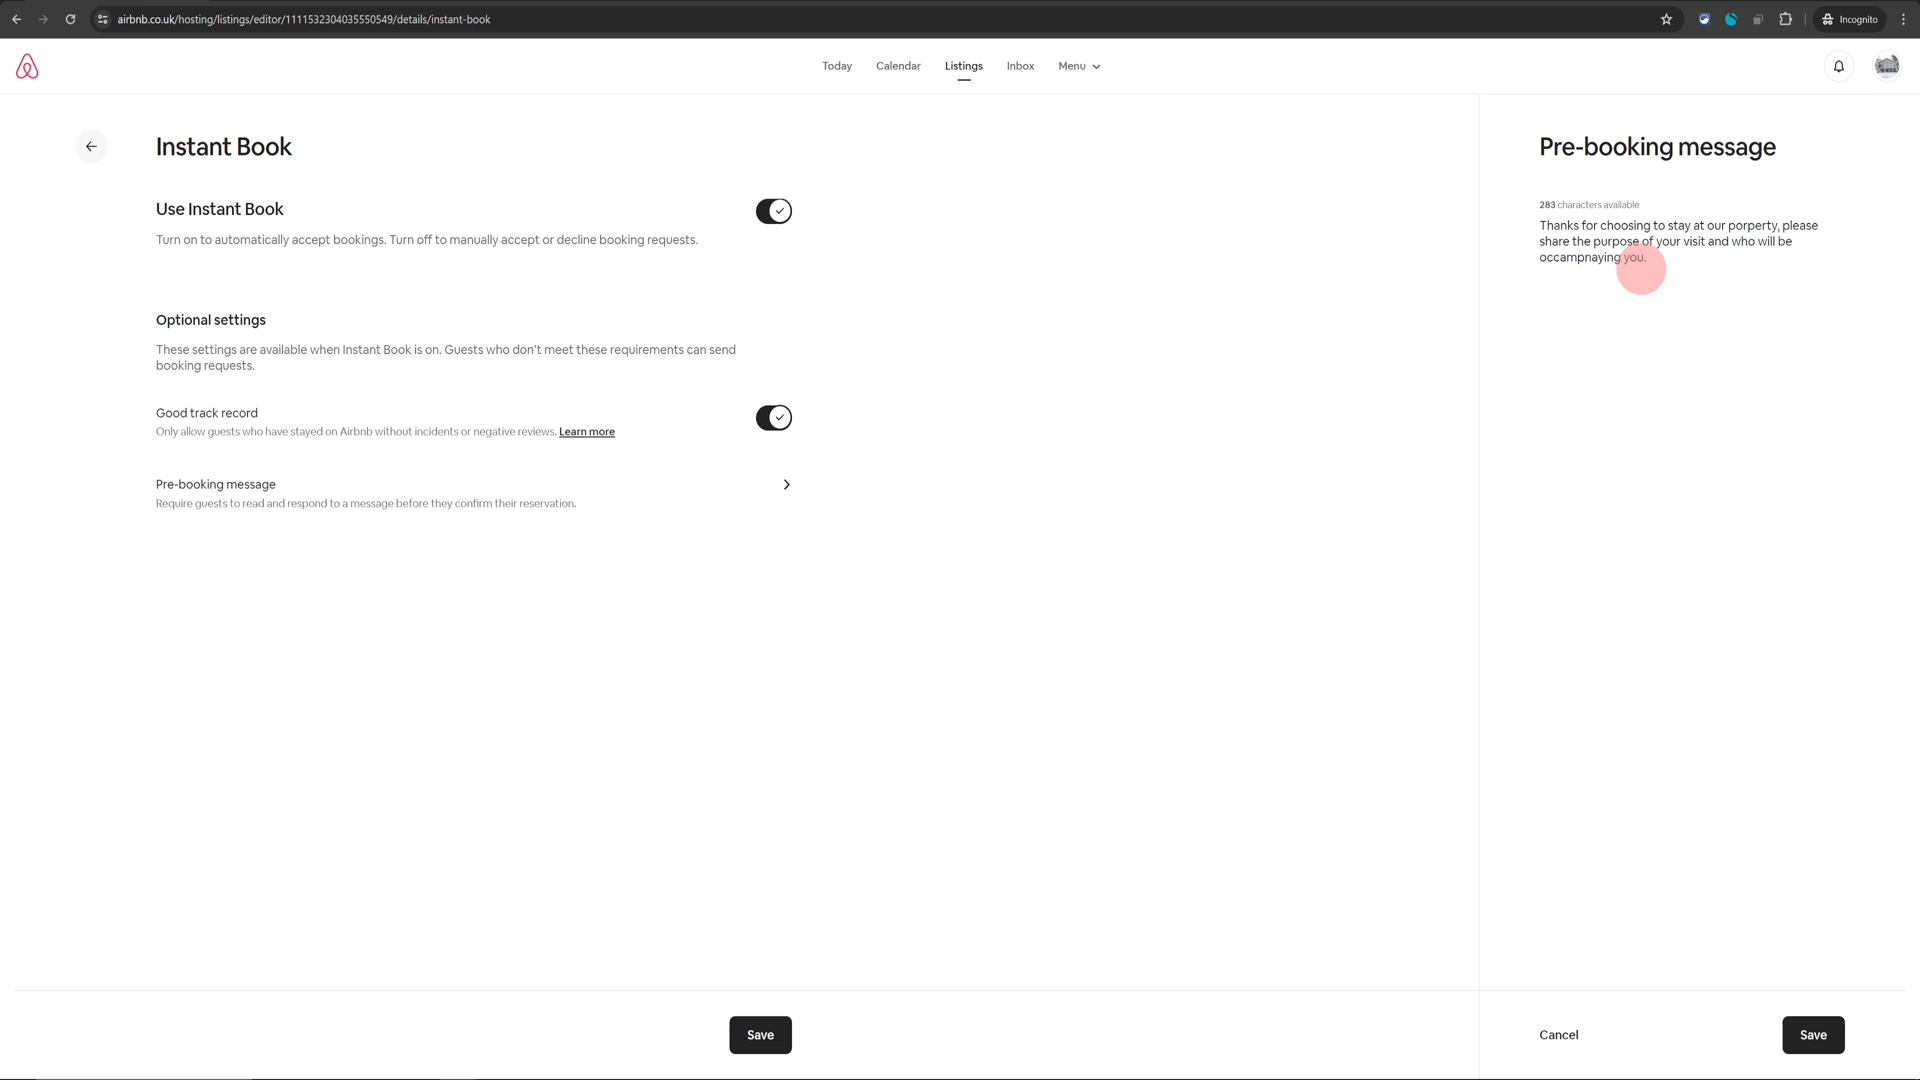 airbnb.co.uk/hosting/listings/editor/1111532304035550549/details/instant-book
Incognito
Today
Calendar
Listings
Inbox
Menu
Instant Book
Use Instant Book
Turn on to automatically accept bookings. Turn off to manually accept or decline booking requests.
Optional settings
These settings are available when Instant Book is on. Guests who don't meet these requirements can send
booking requests.
Good track record
Only allow guests who have stayed on Airbnb without incidents or negative reviews. Learn more
Pre-booking message
Require guests to read and respond to a message before they confirm their reservation.
Save
Pre-booking message
283 characters available
Thanks for choosing to stay at our porperty, please
share the purpose of your visit and who will be
occampnaying you.
Cancel
Save